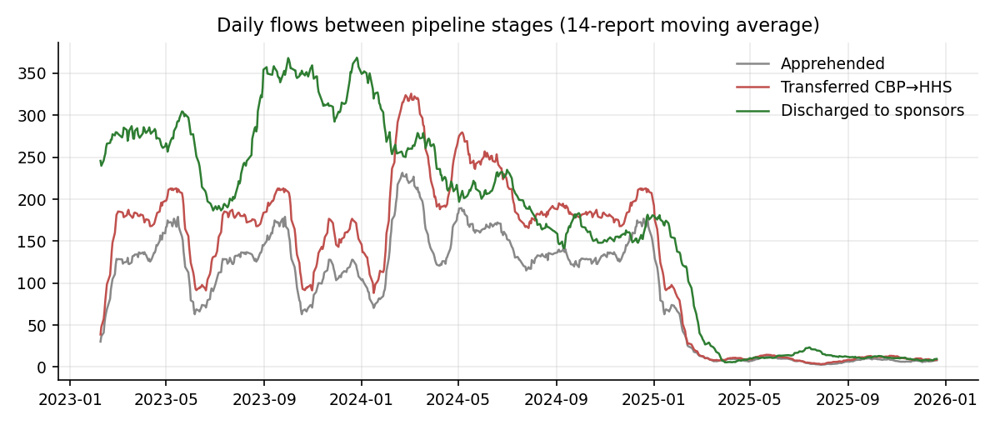 Daily flows between pipeline stages (14-report moving average)
Apprehended
Transferred CBP→HHS
Discharged to sponsors
350
300
250
200
150
100
50
0
2023-01 2023-05 2023-09 2024-01 2024-05 2024-09 2025-01 2025-05 2025-09 2026-01